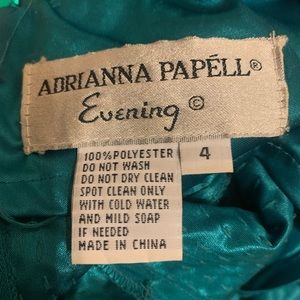 ADRIANNA PAPÉLL®
Evening ©
4
100% POLYESTER
DO NOT WASH
DO NOT DRY CLEAN
SPOT CLEAN ONLY
WITH COLD WATER
AND MILD SOAP
IF NEEDED
MADE IN CHINA